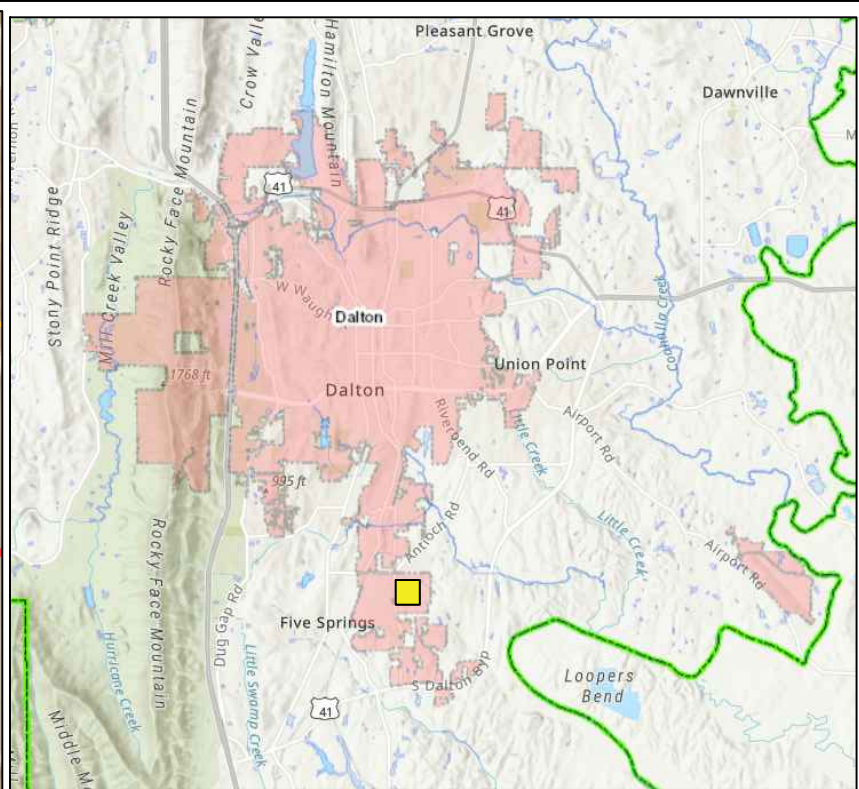 Pleasant Grove
Crow Valle
Hamilton Mountain
Dawnville
41
41
Rocky Face Mountain
Stony Point Ridge
Mill Creek Valley
W Waugh
Dalton
Coahulla Creek
Union Point
1768 ft
Dalton
Riverbend Rd
Little Creek
Airport Rd
995 ft
Antioch Rd
Little Creek
Airport Rd
Rocky Face Mountain
Dug Gap Rd
Five Springs
Hurricane Creek
Little Swamp Creek
S Dalton Byp
Loopers
Bend
41
Middle Mo